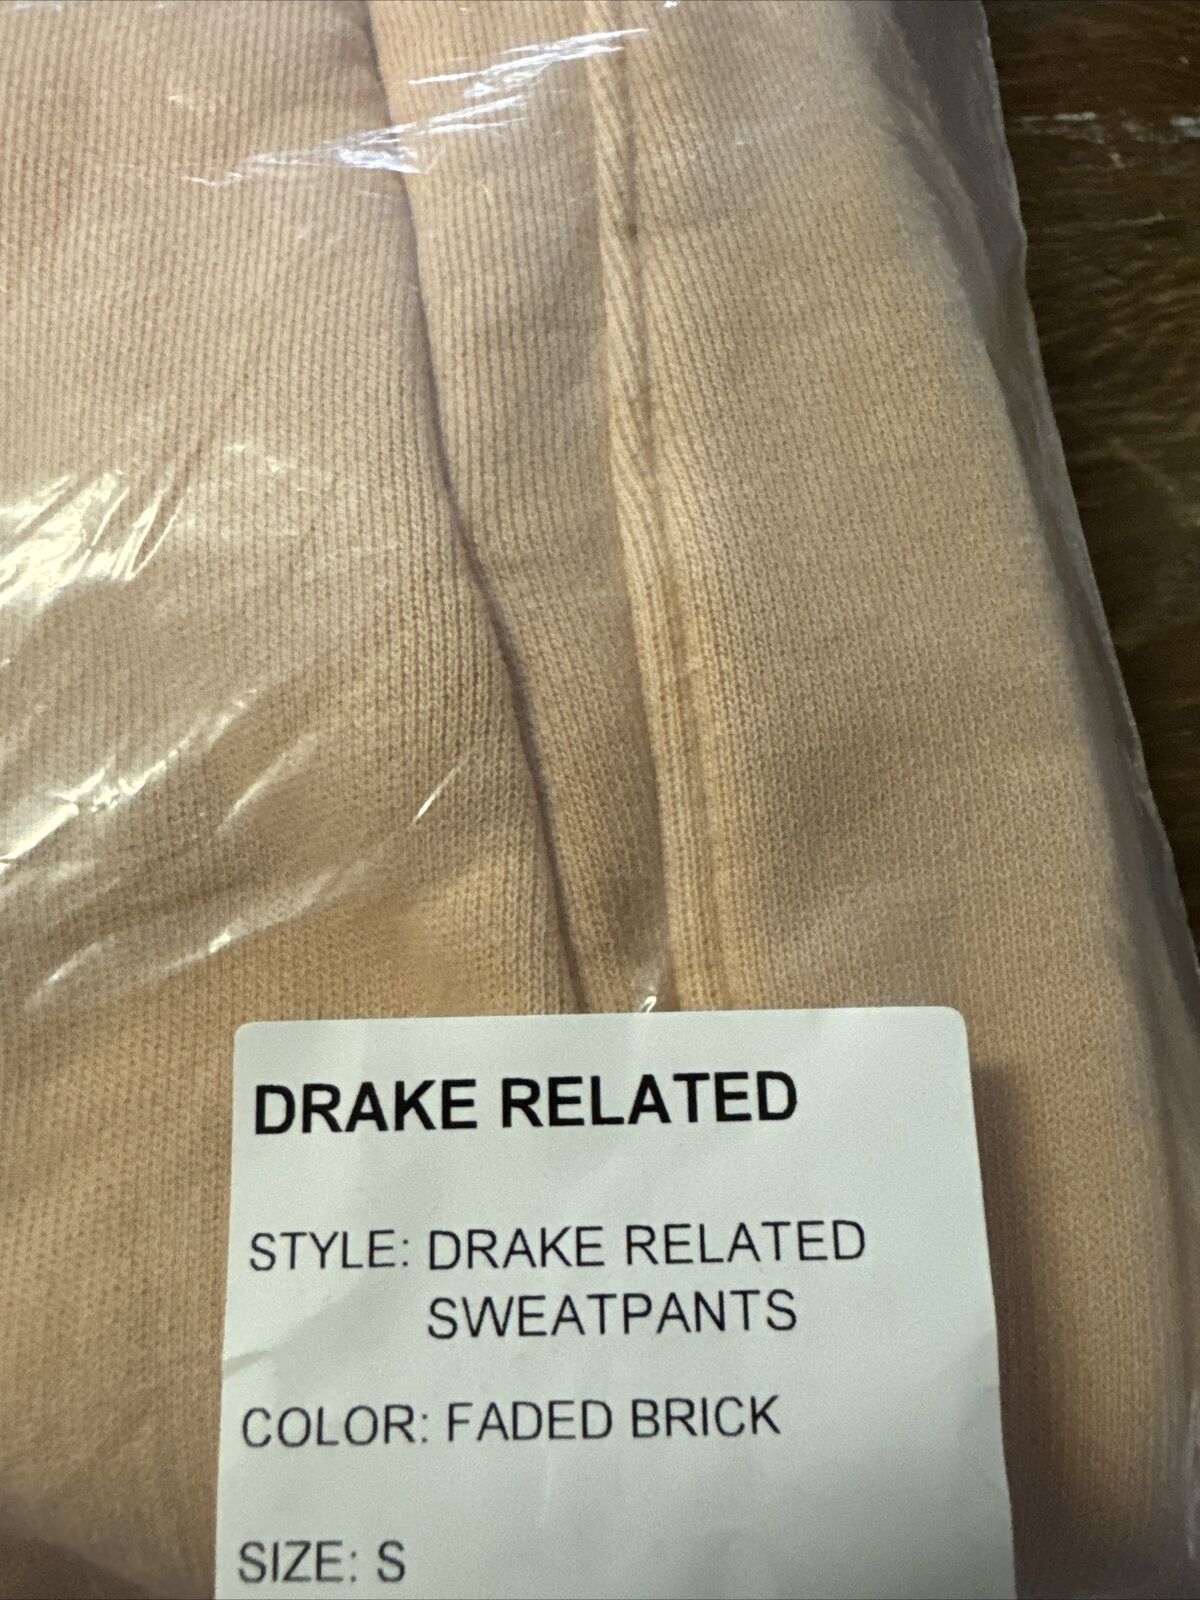 DRAKE RELATED
STYLE: DRAKE RELATED
SWEATPANTS
COLOR: FADED BRICK
SIZE: S